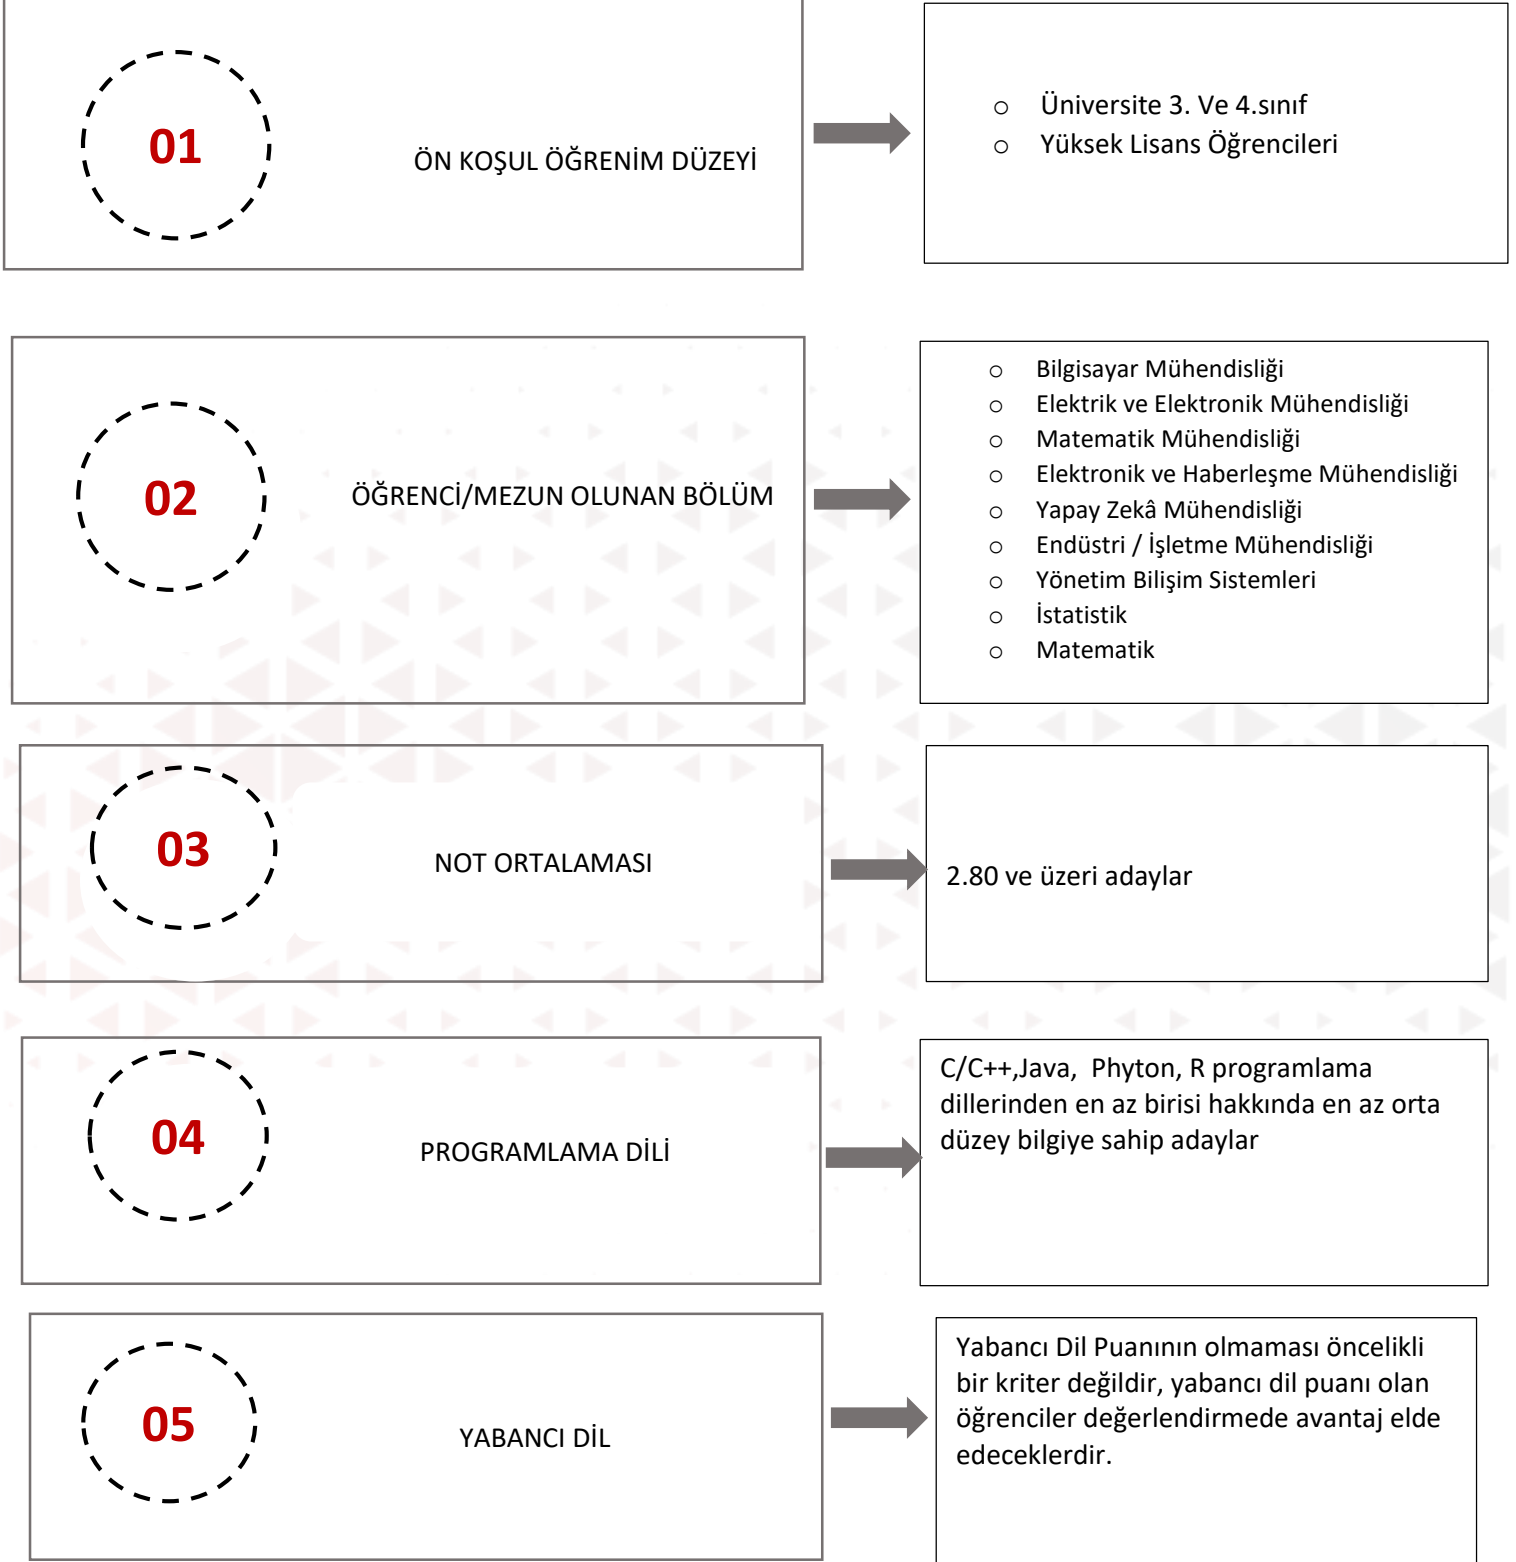 01
ÖN KOŞUL ÖĞRENİM DÜZEYİ
o Üniversite 3. Ve 4.sınıf
o Yüksek Lisans Öğrencileri
02
ÖĞRENCİ/MEZUN OLUNAN BÖLÜM
o Bilgisayar Mühendisliği
o Elektrik ve Elektronik Mühendisliği
o Matematik Mühendisliği
o Elektronik ve Haberleşme Mühendisliği
o Yapay Zekâ Mühendisliği
o Endüstri / İşletme Mühendisliği
o Yönetim Bilişim Sistemleri
o İstatistik
o Matematik
03
NOT ORTALAMASI
2.80 ve üzeri adaylar
04
PROGRAMLAMA DİLİ
C/C++,Java,  Phyton, R programlama
dillerinden en az birisi hakkında en az orta
düzey bilgiye sahip adaylar
05
YABANCI DİL
Yabancı Dil Puanının olmaması öncelikli
bir kriter değildir, yabancı dil puanı olan
öğrenciler değerlendirmede avantaj elde
edeceklerdir.